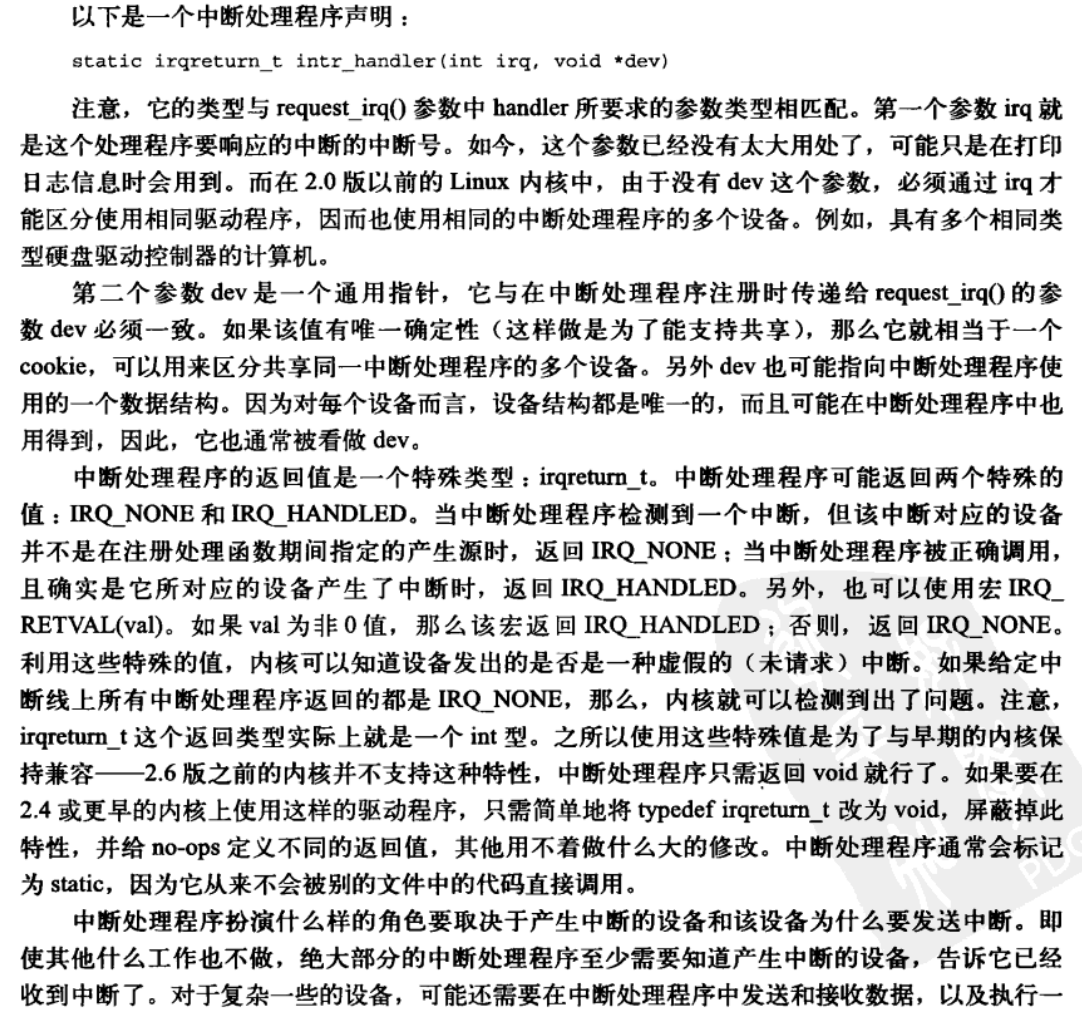 以下是一个中断处理程序声明：
static irqreturn_t intr_handler(int irq, void *dev)
注意，它的类型与 request_irq() 参数中 handler 所要求的参数类型相匹配。第一个参数 irq 就
是这个处理程序要响应的中断的中断号。如今，这个参数已经没有太大用处了，可能只是在打印
日志信息时会用到。而在 2.0 版以前的 Linux 内核中，由于没有 dev 这个参数，必须通过 irq 才
能区分使用相同驱动程序，因而也使用相同的中断处理程序的多个设备。例如，具有多个相同类
型硬盘驱动控制器的计算机。
第二个参数 dev 是一个通用指针，它与在中断处理程序注册时传递给 request_irq() 的参
数 dev 必须一致。如果该值有唯一确定性（这样做是为了能支持共享），那么它就相当于一个
cookie，可以用来区分共享同一中断处理程序的多个设备。另外 dev 也可能指向中断处理程序使
用的一个数据结构。因为对每个设备而言，设备结构都是唯一的，而且可能在中断处理程序中也
用得到，因此，它也通常被看做 dev。
中断处理程序的返回值是一个特殊类型：irqreturn_t。中断处理程序可能返回两个特殊的
值：IRQ_NONE 和 IRQ_HANDLED。当中断处理程序检测到一个中断，但该中断对应的设备
并不是在注册处理函数期间指定的产生源时，返回 IRQ_NONE；当中断处理程序被正确调用，
且确实是它所对应的设备产生了中断时，返回 IRQ_HANDLED。另外，也可以使用宏 IRQ_
RETVAL(val)。如果 val 为非 0 值，那么该宏返回 IRQ_HANDLED；否则，返回 IRQ_NONE。
利用这些特殊的值，内核可以知道设备发出的是否是一种虚假的（未请求）中断。如果给定中
断线上所有中断处理程序返回的都是 IRQ_NONE，那么，内核就可以检测到出了问题。注意，
irqreturn_t 这个返回类型实际上就是一个 int 型。之所以使用这些特殊值是为了与早期的内核保
持兼容——2.6 版之前的内核并不支持这种特性，中断处理程序只需返回 void 就行了。如果要在
2.4 或更早的内核上使用这样的驱动程序，只需简单地将 typedef irqreturn_t 改为 void，屏蔽掉此
特性，并给 no-ops 定义不同的返回值，其他用不着做什么大的修改。中断处理程序通常会标记
为 static，因为它从来不会被别的文件中的代码直接调用。
中断处理程序扮演什么样的角色要取决于产生中断的设备和该设备为什么要发送中断。即
使其他什么工作也不做，绝大部分的中断处理程序至少需要知道产生中断的设备，告诉它已经
收到中断了。对于复杂一些的设备，可能还需要在中断处理程序中发送和接收数据，以及执行一